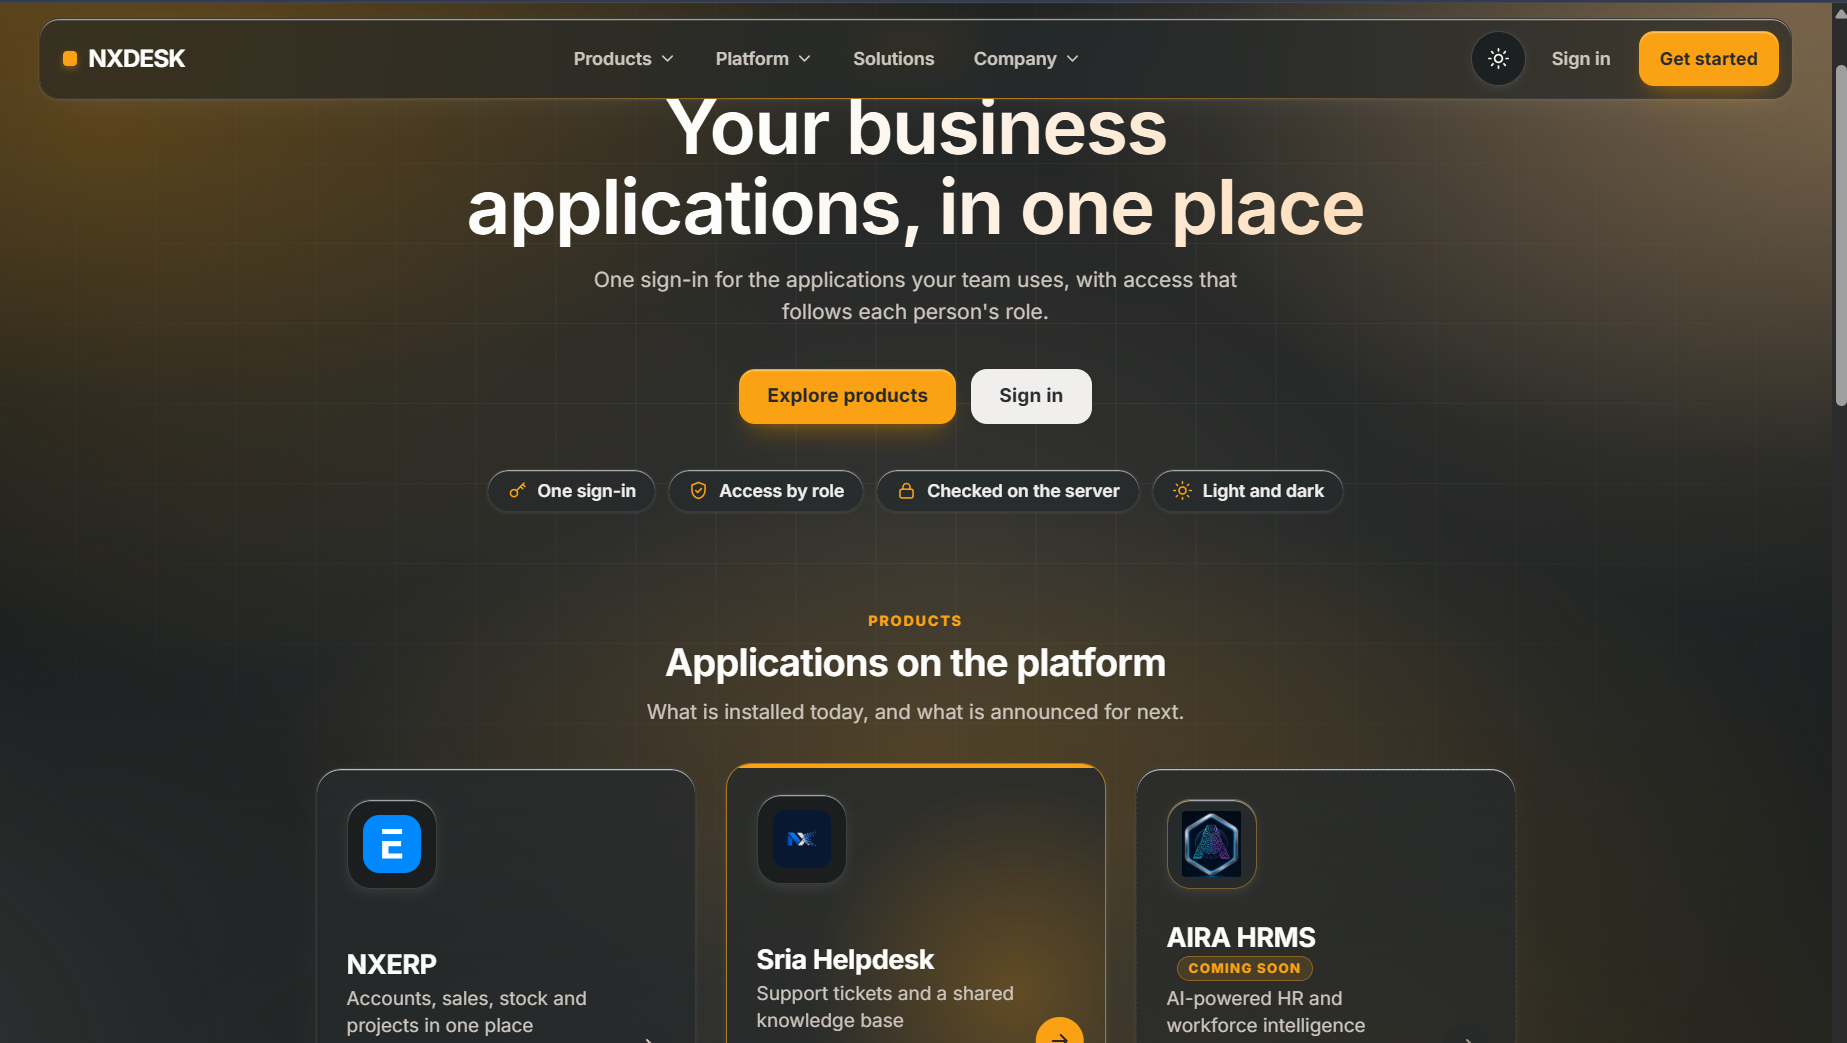 NXDESK
Products
Platform
Solutions
Company
Sign in
Get started
Your business
applications, in one place
One sign-in for the applications your team uses, with access that
follows each person's role.
Explore products
Sign in
One sign-in
Access by role
Checked on the server
Light and dark
PRODUCTS
Applications on the platform
What is installed today, and what is announced for next.
NXERP
Accounts, sales, stock and
projects in one place
NX
Sria Helpdesk
Support tickets and a shared
knowledge base
AIRA HRMS
COMING SOON
AI-powered HR and
workforce intelligence